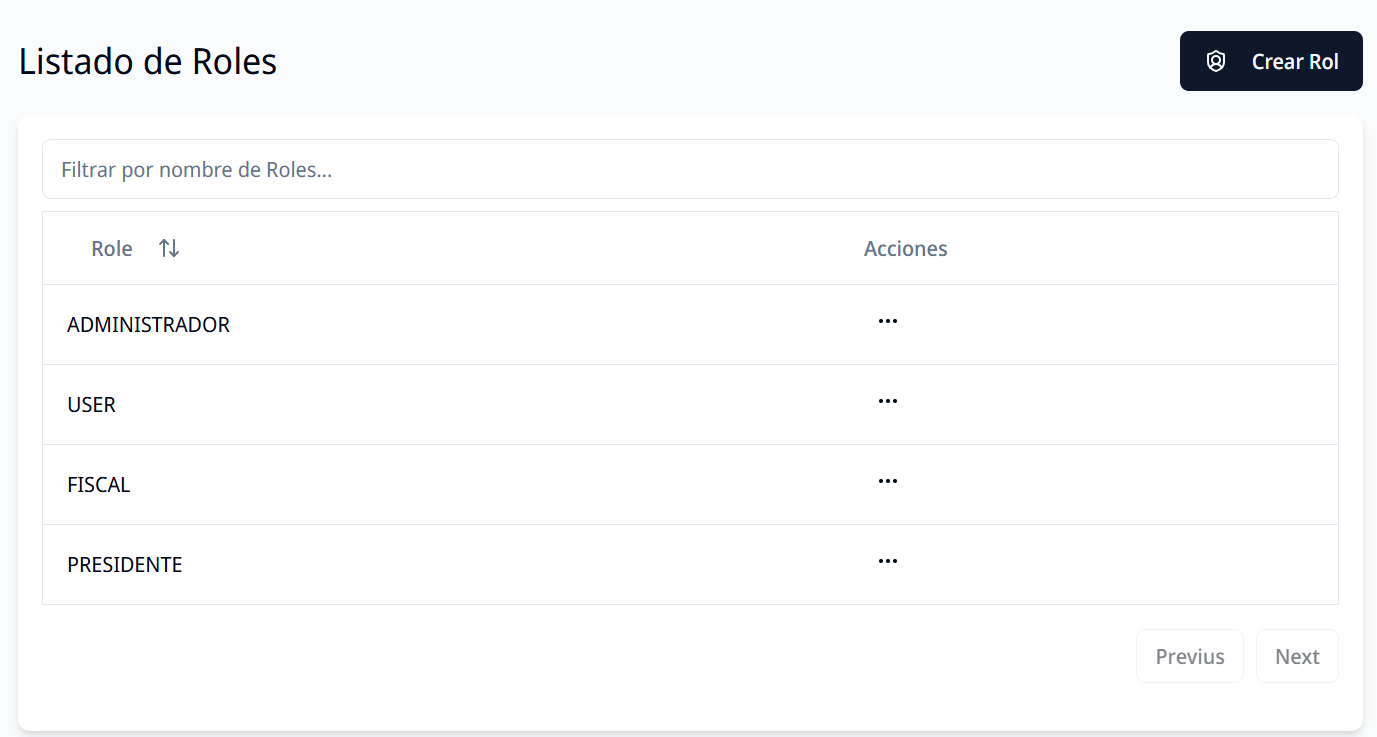 Listado de Roles
Crear Rol
Filtrar por nombre de Roles...
Role Acciones
ADMINISTRADOR
USER
FISCAL
PRESIDENTE
Previus Next